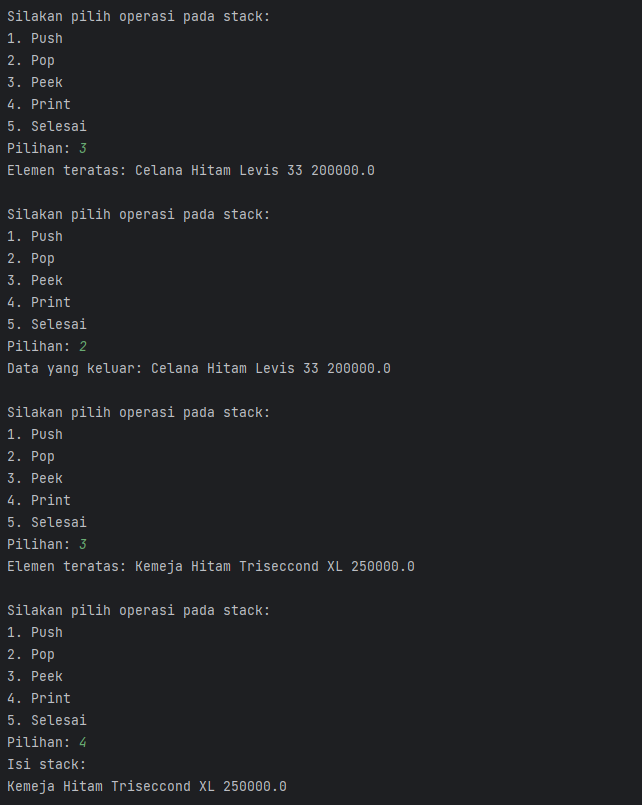 Silakan pilih operasi pada stack:
1. Push
2. Pop
3. Peek
4. Print
5. Selesai
Pilihan: 3
Elemen teratas: Celana Hitam Levis 33 200000.0

Silakan pilih operasi pada stack:
1. Push
2. Pop
3. Peek
4. Print
5. Selesai
Pilihan: 2
Data yang keluar: Celana Hitam Levis 33 200000.0

Silakan pilih operasi pada stack:
1. Push
2. Pop
3. Peek
4. Print
5. Selesai
Pilihan: 3
Elemen teratas: Kemeja Hitam Triseccond XL 250000.0

Silakan pilih operasi pada stack:
1. Push
2. Pop
3. Peek
4. Print
5. Selesai
Pilihan: 4
Isi stack:
Kemeja Hitam Triseccond XL 250000.0